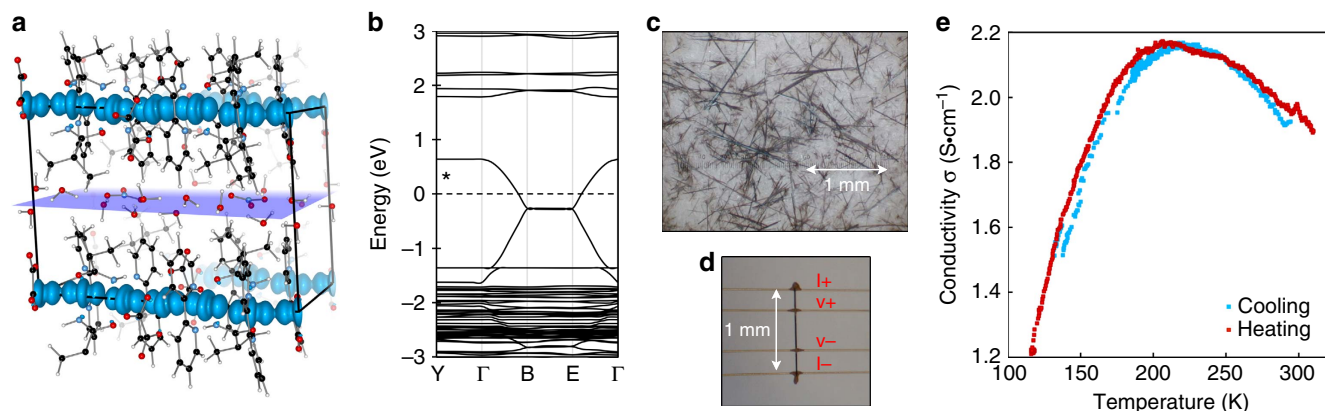 a
b
3
2
1
0
−1
−2
−3
Energy (eV)
*
Y Γ B E Γ
c
1 mm
d
I+
v+
1 mm
v−
I−
e
2.2
2.0
1.8
1.6
1.4
1.2
Conductivity σ (S•cm⁻¹)
Cooling
Heating
100 150 200 250 300
Temperature (K)